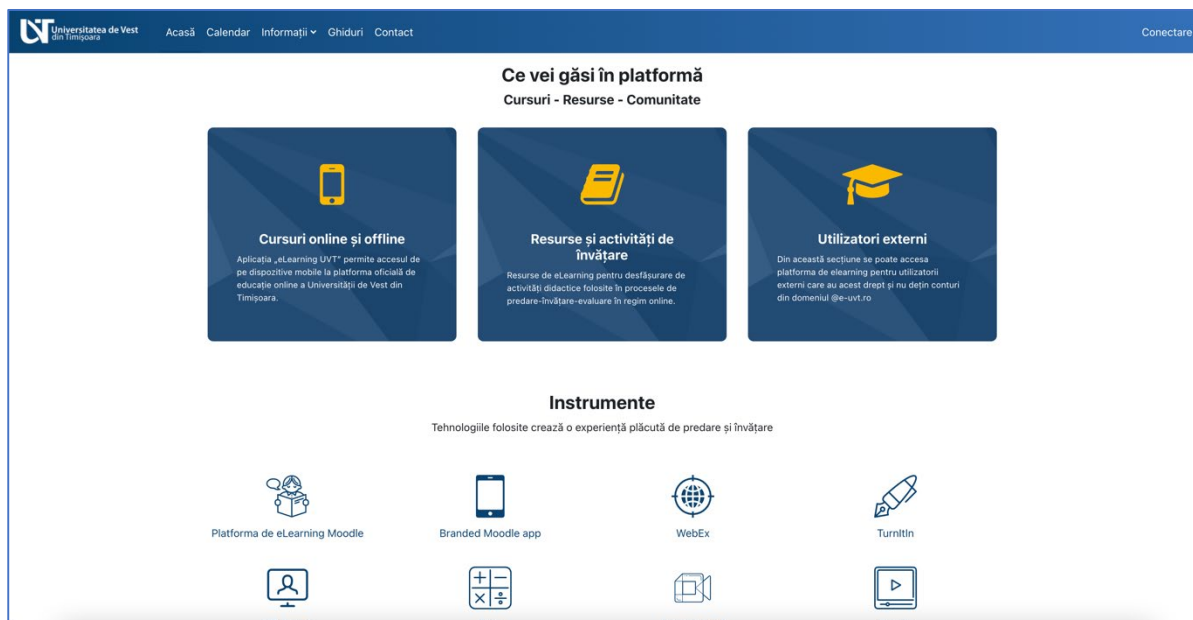 Universitatea de Vest
din Timișoara
Acasă Calendar Informații Ghiduri Contact
Conectare
Ce vei găsi în platformă
Cursuri - Resurse - Comunitate
Cursuri online și offline
Aplicația „eLearning UVT” permite accesul de
pe dispozitive mobile la platforma oficială de
educație online a Universității de Vest din
Timișoara.
Resurse și activități de
învățare
Resurse de eLearning pentru desfășurare de
activități didactice folosite în procesele de
predare-învățare-evaluare în regim online.
Utilizatori externi
Din această secțiune se poate accesa
platforma de elearning pentru utilizatorii
externi care au acest drept și nu dețin conturi
din domeniul @e-uvt.ro
Instrumente
Tehnologiile folosite crează o experiență plăcută de predare și învățare
Platforma de eLearning Moodle
Branded Moodle app
WebEx
TurnItIn